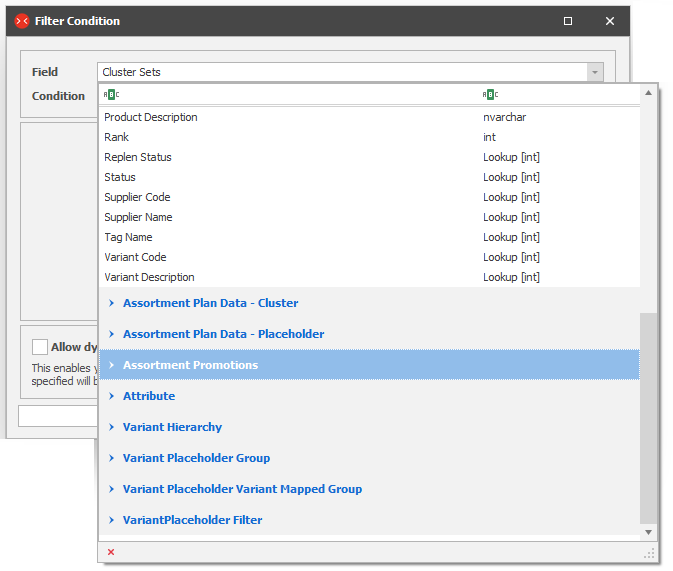 Filter Condition
Field Cluster Sets
Condition
ABC ABC
Product Description nvarchar
Rank int
Replen Status Lookup [int]
Status Lookup [int]
Supplier Code Lookup [int]
Supplier Name Lookup [int]
Tag Name Lookup [int]
Variant Code Lookup [int]
Variant Description Lookup [int]
Assortment Plan Data - Cluster
Assortment Plan Data - Placeholder
Assortment Promotions
Allow dy
This enables y
specified will b
Attribute
Variant Hierarchy
Variant Placeholder Group
Variant Placeholder Variant Mapped Group
VariantPlaceholder Filter